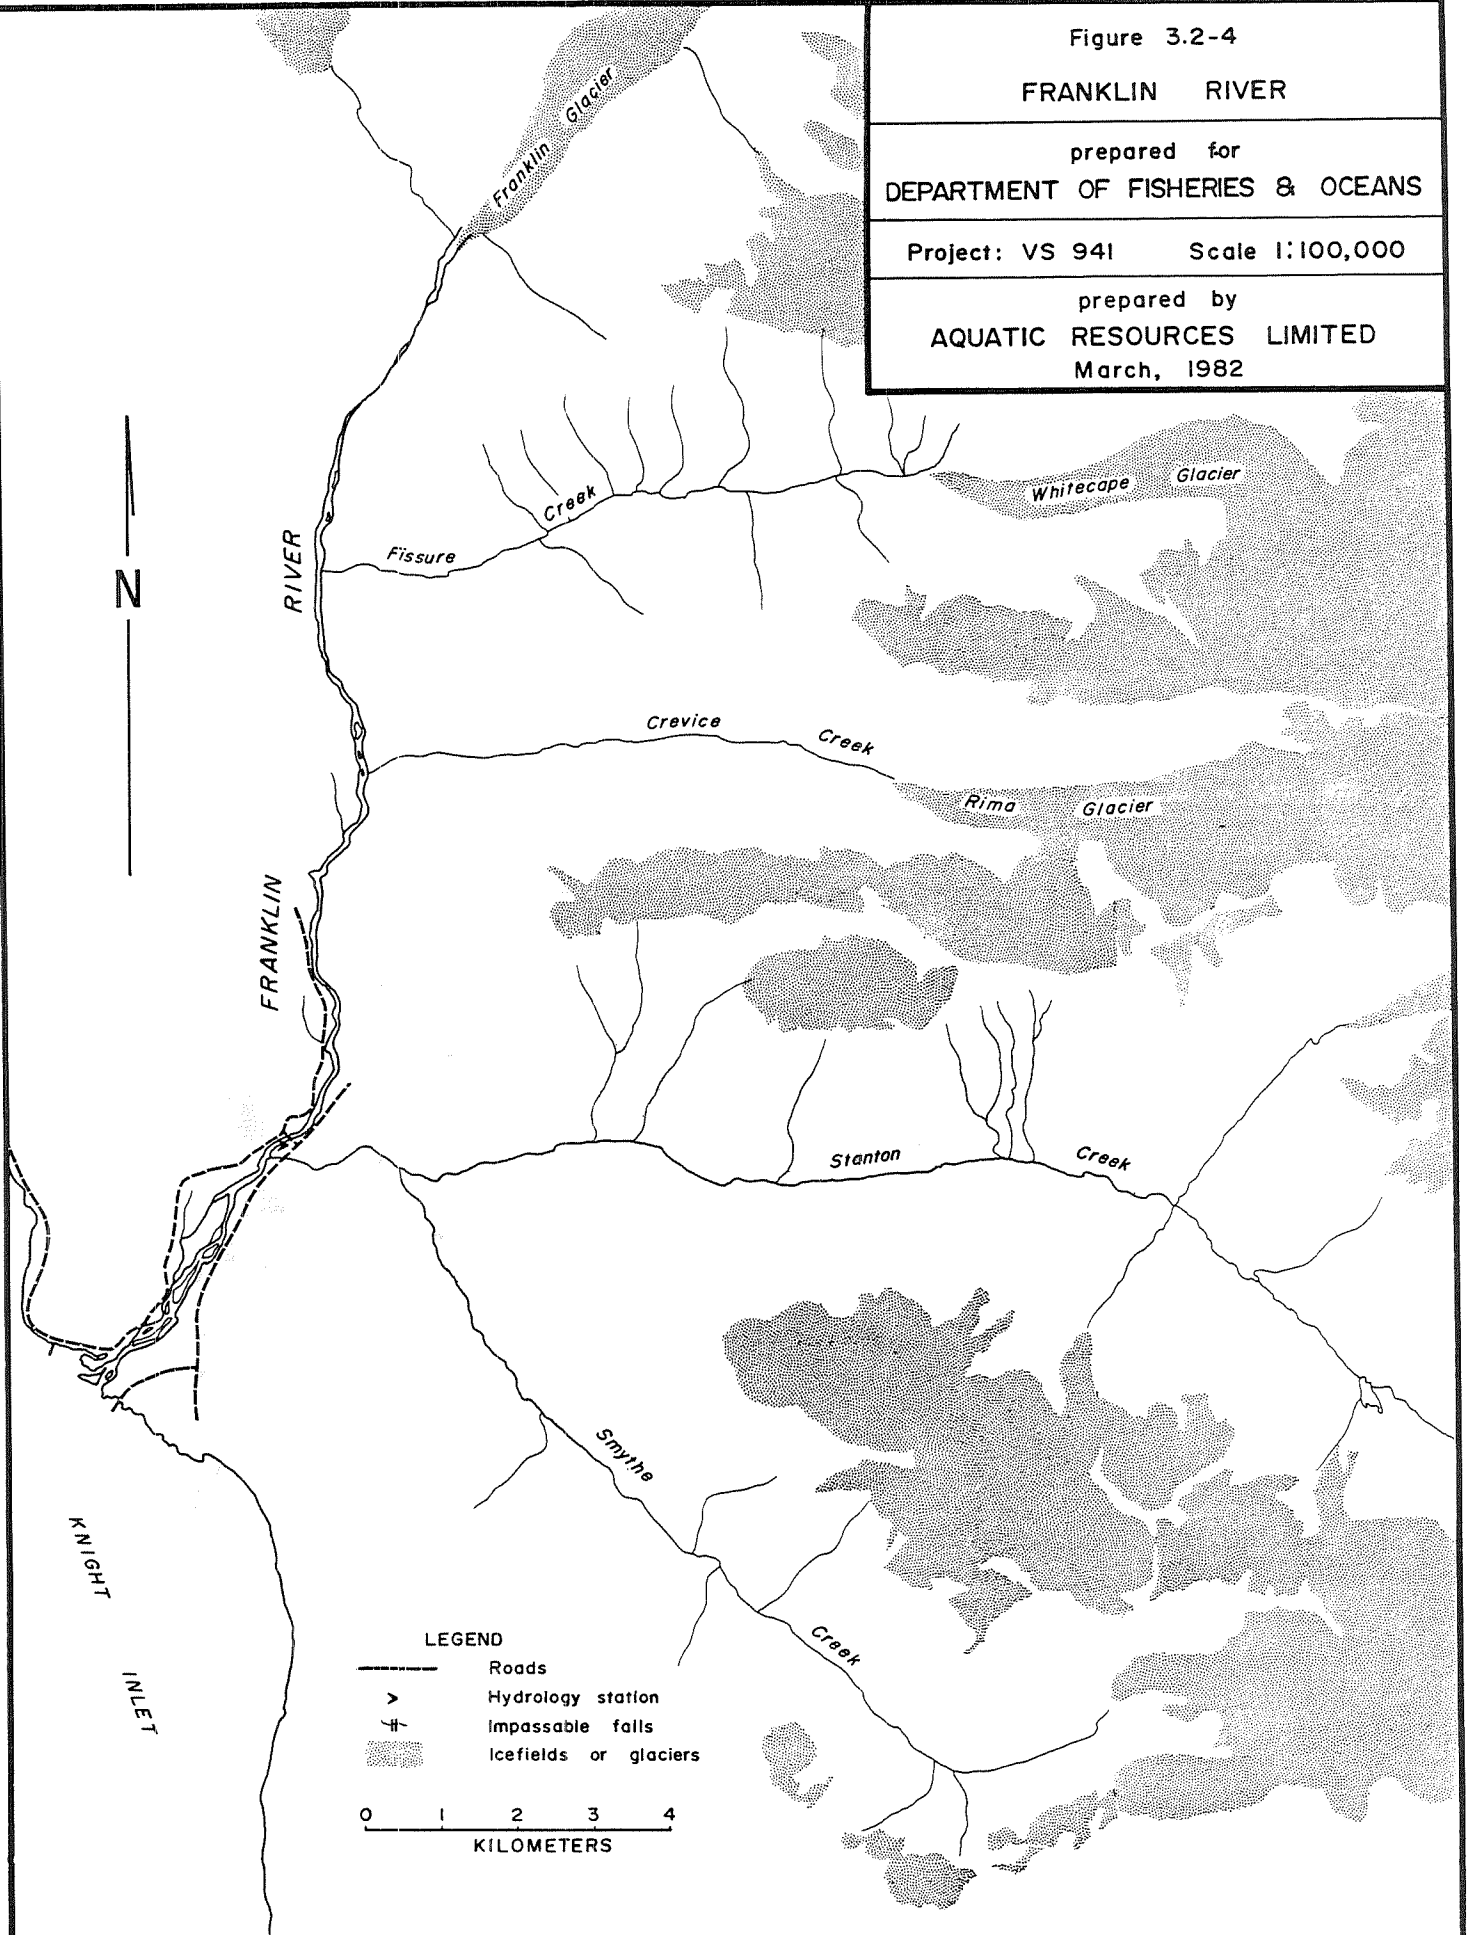 Figure 3.2-4
FRANKLIN RIVER
prepared for
DEPARTMENT OF FISHERIES & OCEANS
Project: VS 941 Scale 1:100,000
prepared by
AQUATIC RESOURCES LIMITED
March, 1982
Franklin Glacier
Whitecape Glacier
Fissure Creek
N
FRANKLIN RIVER
Crevice Creek
Rima Glacier
Stanton Creek
Smythe Creek
KNIGHT INLET
LEGEND
Roads
> Hydrology station
Impassable falls
Icefields or glaciers
0 1 2 3 4
KILOMETERS